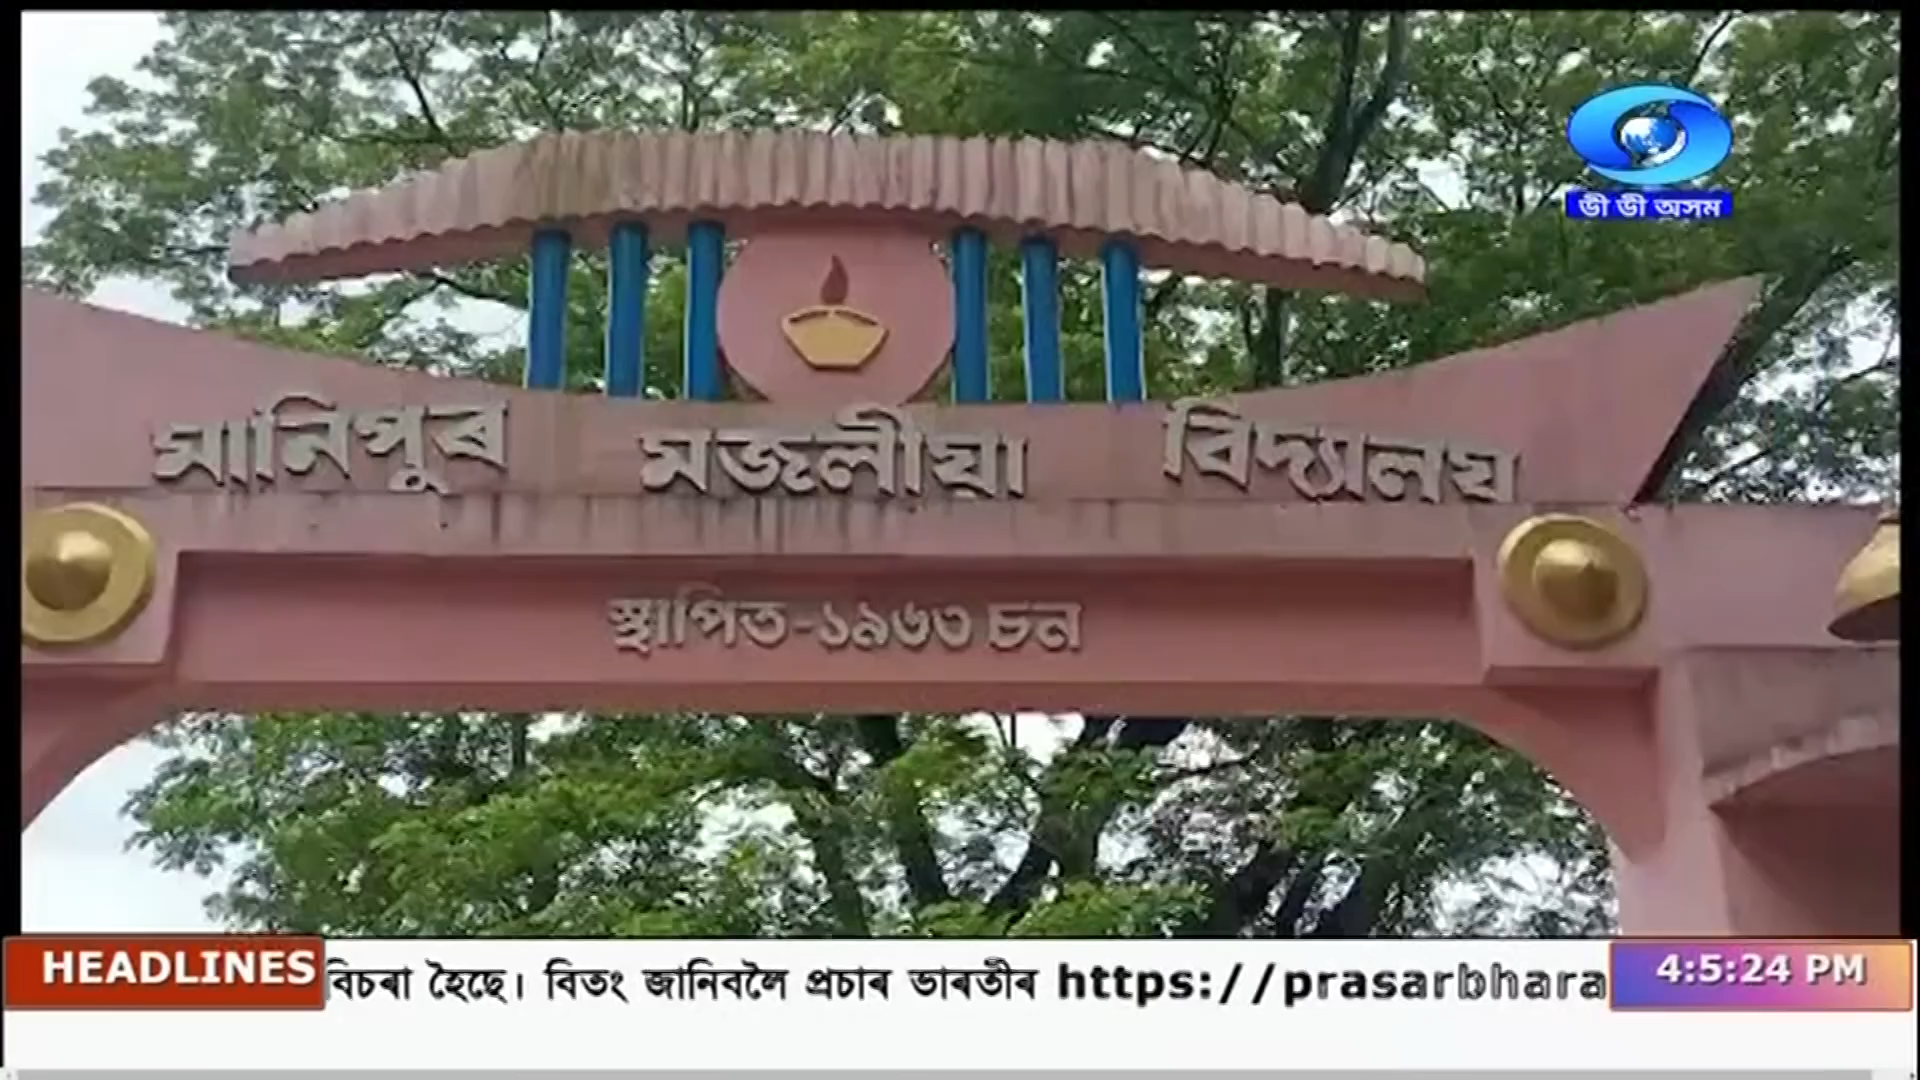 ডী ডী অসম
মানিপুৰ মজলীয়া বিদ্যালয়
স্থাপিত-১৯৬৩ চন
HEADLINES
বিচৰা হৈছে। বিতং জানিবলৈ প্ৰচাৰ ভাৰতীৰ https://prasarbhara
4:5:24 PM